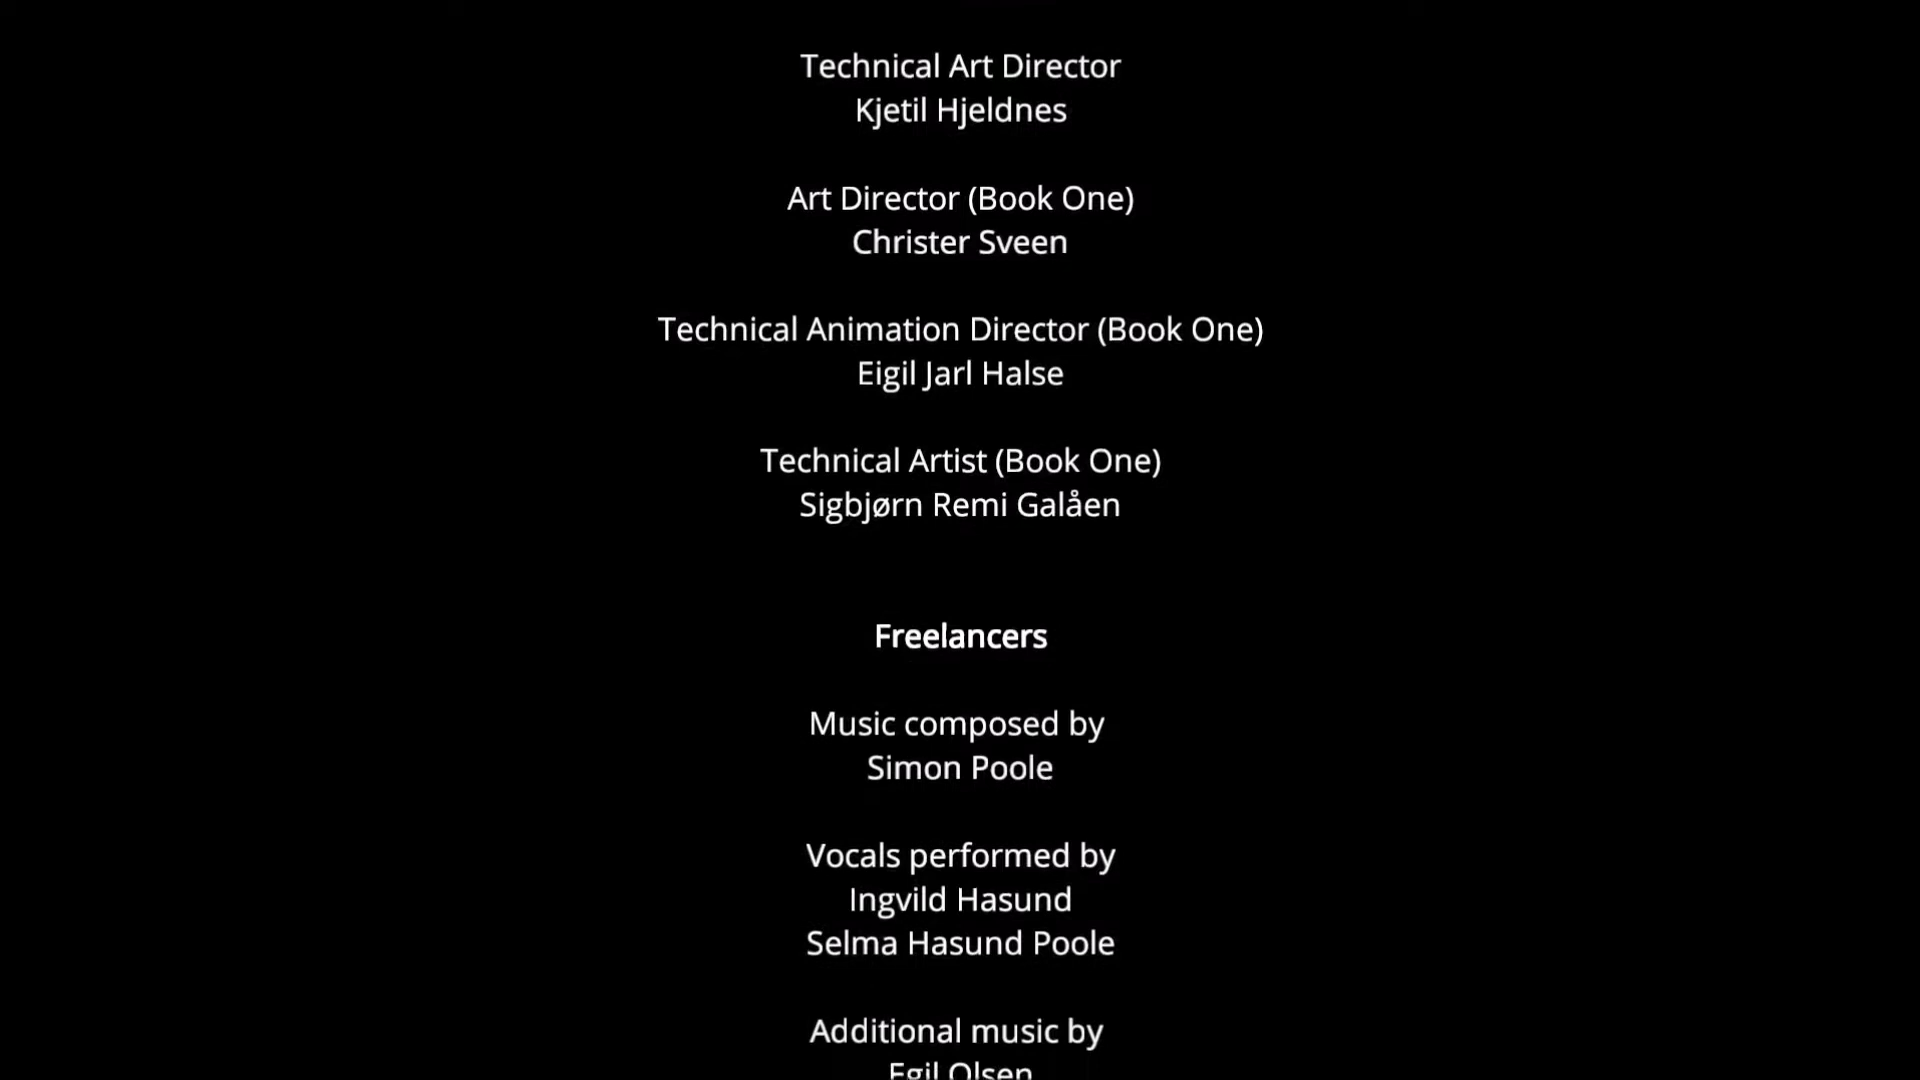 Technical Art Director
Kjetil Hjeldnes
Art Director (Book One)
Christer Sveen
Technical Animation Director (Book One)
Eigil Jarl Halse
Technical Artist (Book One)
Sigbjørn Remi Galåen
Freelancers
Music composed by
Simon Poole
Vocals performed by
Ingvild Hasund
Selma Hasund Poole
Additional music by
Egil Olsen